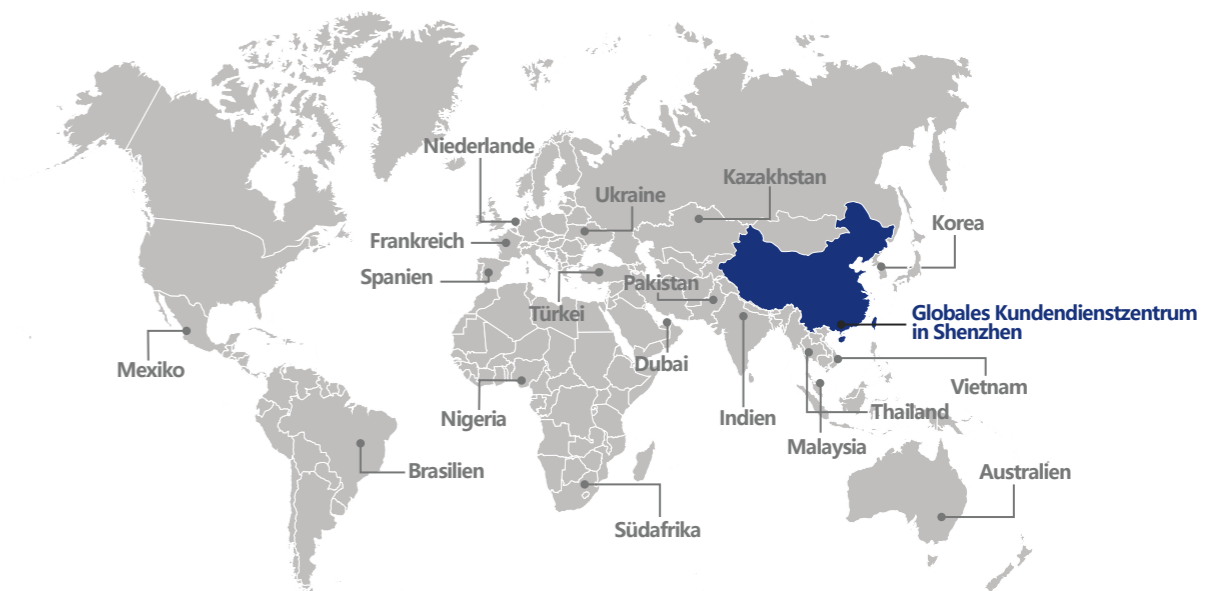 Niederlande
Kazakhstan
Ukraine
Korea
Frankreich
Spanien
Pakistan
Türkei
Globales Kundendienstzentrum
in Shenzhen
Mexiko
Dubai
Vietnam
Nigeria
Indien
Thailand
Malaysia
Brasilien
Australien
Südafrika